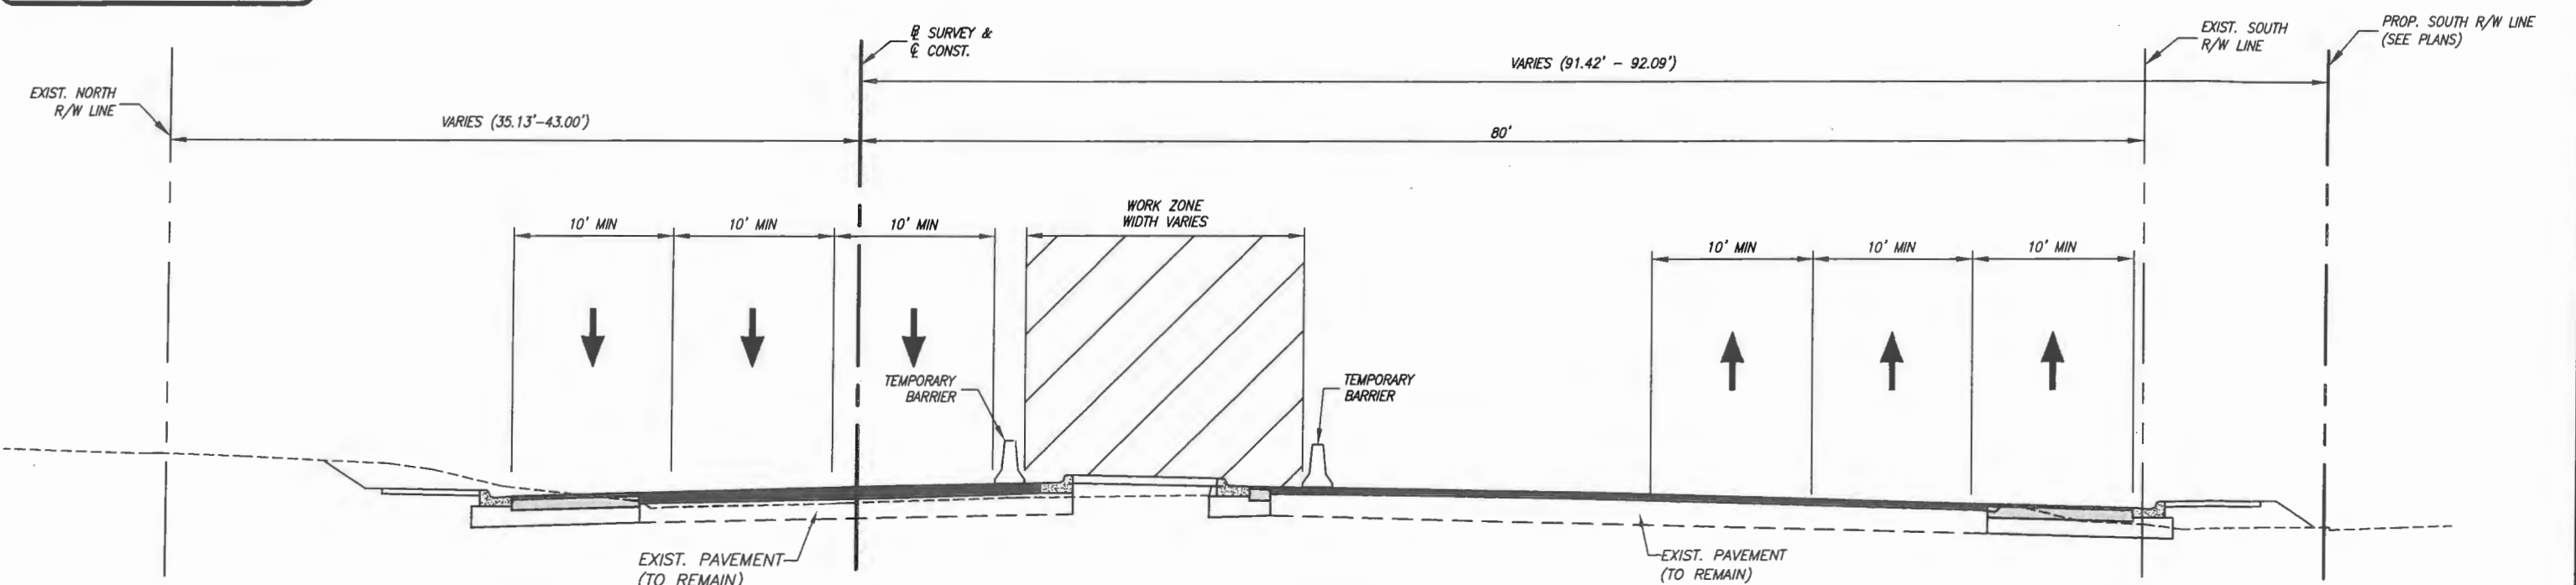 ℄ SURVEY &
℄ CONST.
EXIST. SOUTH
R/W LINE
PROP. SOUTH R/W LINE
(SEE PLANS)
VARIES (91.42' - 92.09')
EXIST. NORTH
R/W LINE
VARIES (35.13'-43.00')
80'
10' MIN
10' MIN
10' MIN
WORK ZONE
WIDTH VARIES
10' MIN
10' MIN
10' MIN
TEMPORARY
BARRIER
TEMPORARY
BARRIER
EXIST. PAVEMENT
(TO REMAIN)
EXIST. PAVEMENT
(TO REMAIN)